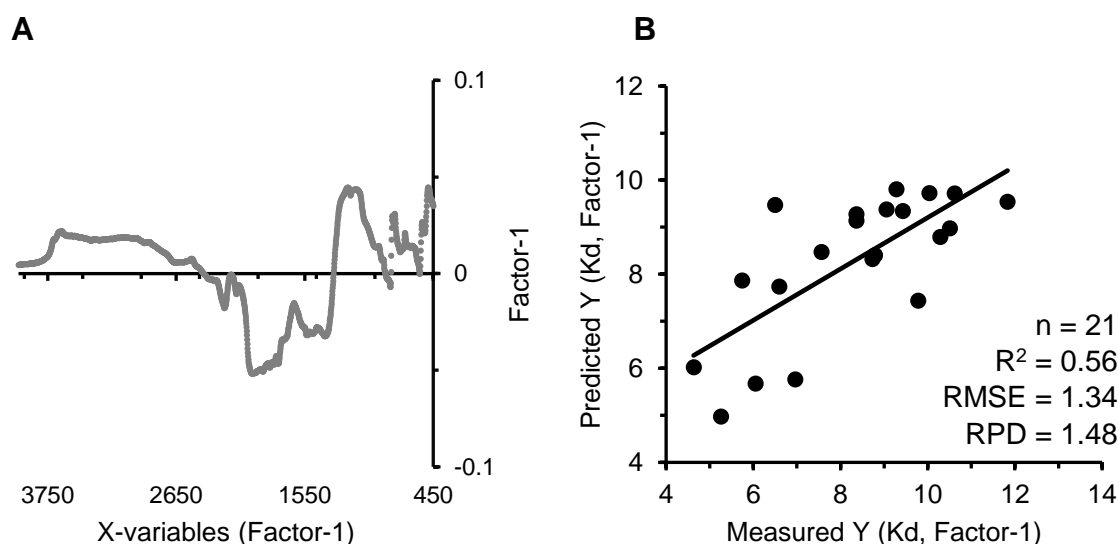 A
0.1
0
-0.1
Factor-1
3750 2650 1550 450
X-variables (Factor-1)
B
12
10
8
6
4
Predicted Y (Kd, Factor-1)
n = 21
R² = 0.56
RMSE = 1.34
RPD = 1.48
4 6 8 10 12 14
Measured Y (Kd, Factor-1)